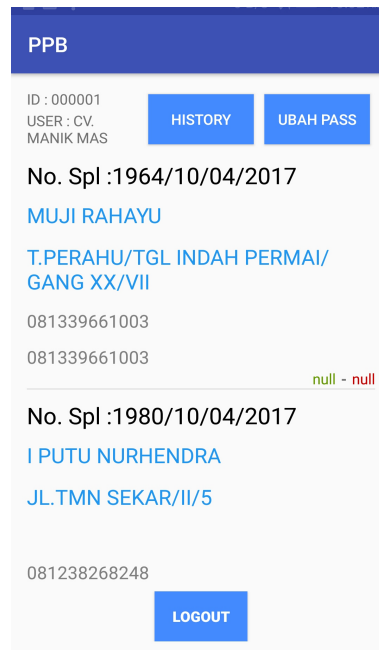 PPB
ID : 000001
USER : CV.
MANIK MAS
HISTORY
UBAH PASS
No. Spl :1964/10/04/2017
MUJI RAHAYU
T.PERAHU/TGL INDAH PERMAI/
GANG XX/VII
081339661003
081339661003
null - null
No. Spl :1980/10/04/2017
I PUTU NURHENDRA
JL.TMN SEKAR/II/5
081238268248
LOGOUT